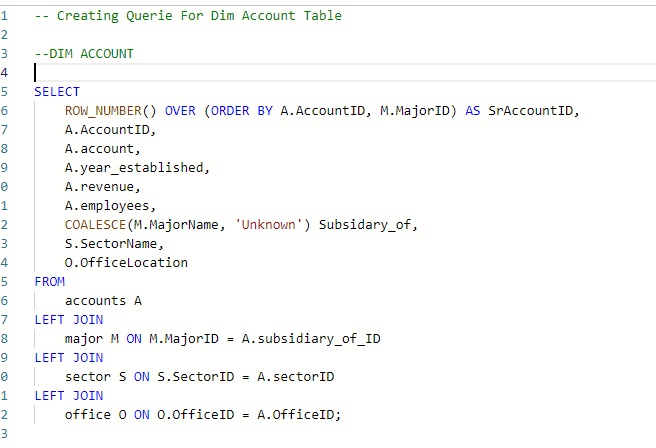 1 -- Creating Querie For Dim Account Table
2
3 --DIM ACCOUNT
4
5 SELECT
6 ROW_NUMBER() OVER (ORDER BY A.AccountID, M.MajorID) AS SrAccountID,
7 A.AccountID,
8 A.account,
9 A.year_established,
0 A.revenue,
1 A.employees,
2 COALESCE(M.MajorName, 'Unknown') Subsidary_of,
3 S.SectorName,
4 O.OfficeLocation
5 FROM
6 accounts A
7 LEFT JOIN
8 major M ON M.MajorID = A.subsidiary_of_ID
9 LEFT JOIN
0 sector S ON S.SectorID = A.sectorID
1 LEFT JOIN
2 office O ON O.OfficeID = A.OfficeID;
3